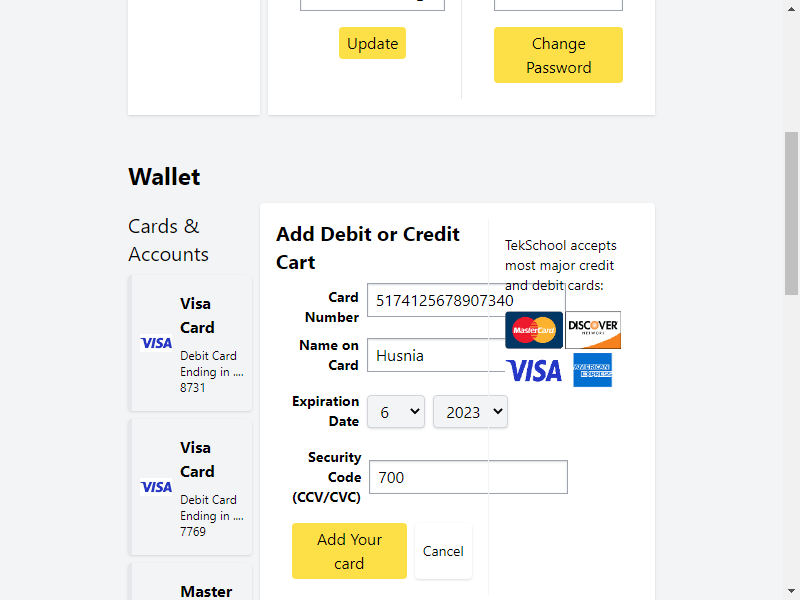 Update
Change
Password
Wallet
Cards &
Accounts
Visa
Card
VISA
Debit Card
Ending in ....
8731
Visa
Card
VISA
Debit Card
Ending in ....
7769
Master
Add Debit or Credit
Cart
Card
Number
5174125678907340
Name on
Card
Husnia
Expiration
Date
6
2023
Security
Code
(CCV/CVC)
700
Add Your
card
Cancel
TekSchool accepts
most major credit
and debit cards:
MasterCard
DISCOVER
NETWORK
VISA
AMERICAN
EXPRESS